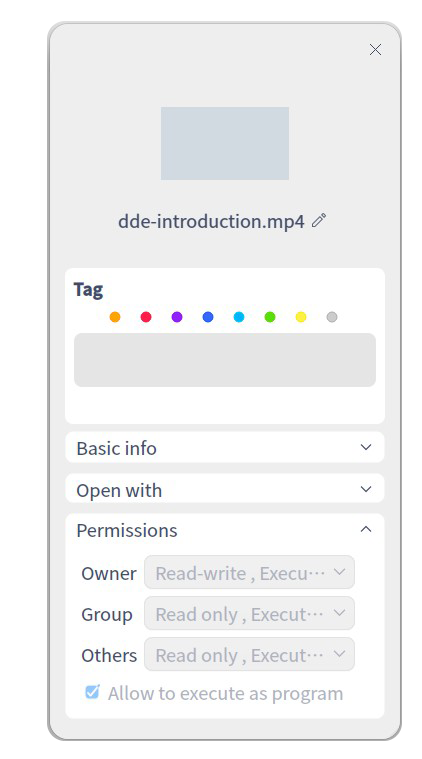 dde-introduction.mp4
Tag
Basic info
Open with
Permissions
Owner Read-write , Execu···
Group Read only , Execut···
Others Read only , Execut···
Allow to execute as program